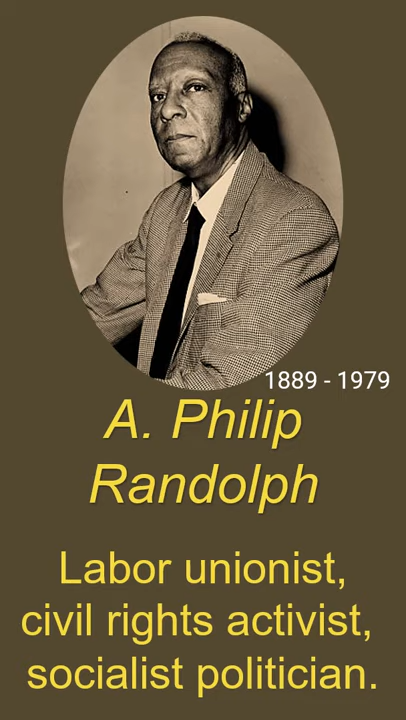 1889 - 1979
A. Philip
Randolph
Labor unionist,
civil rights activist,
socialist politician.